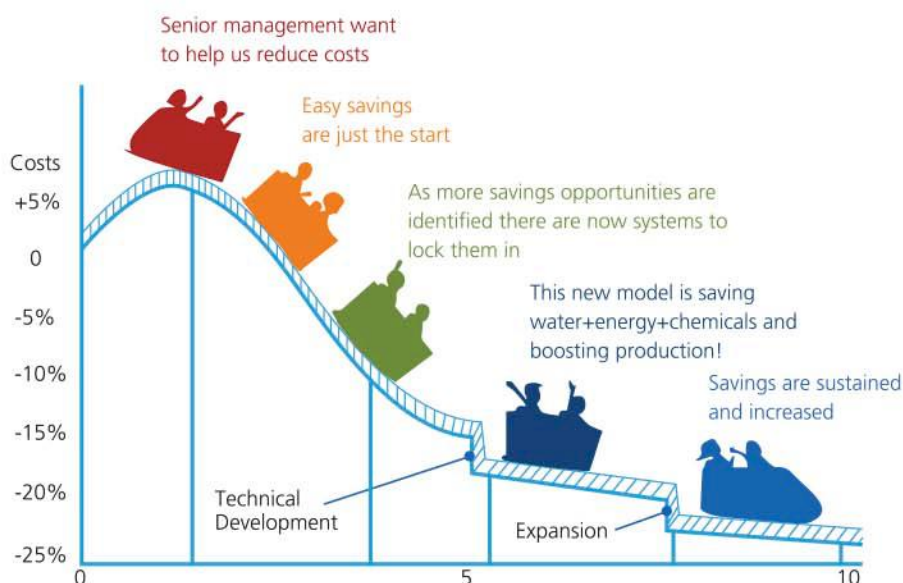 Senior management want
to help us reduce costs
Easy savings
are just the start
As more savings opportunities are
identified there are now systems to
lock them in
This new model is saving
water+energy+chemicals and
boosting production!
Savings are sustained
and increased
Costs
+5%
0
-5%
-10%
-15%
-20%
-25%
Technical
Development
Expansion
0
5
10